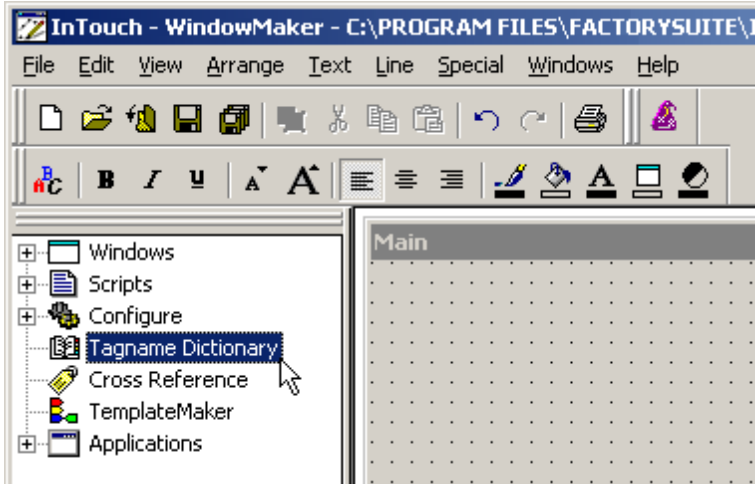 InTouch - WindowMaker - C:\PROGRAM FILES\FACTORYSUITE\
File Edit View Arrange Text Line Special Windows Help
ABC B I U A A A
Main
Windows
Scripts
Configure
Tagname Dictionary
Cross Reference
TemplateMaker
Applications